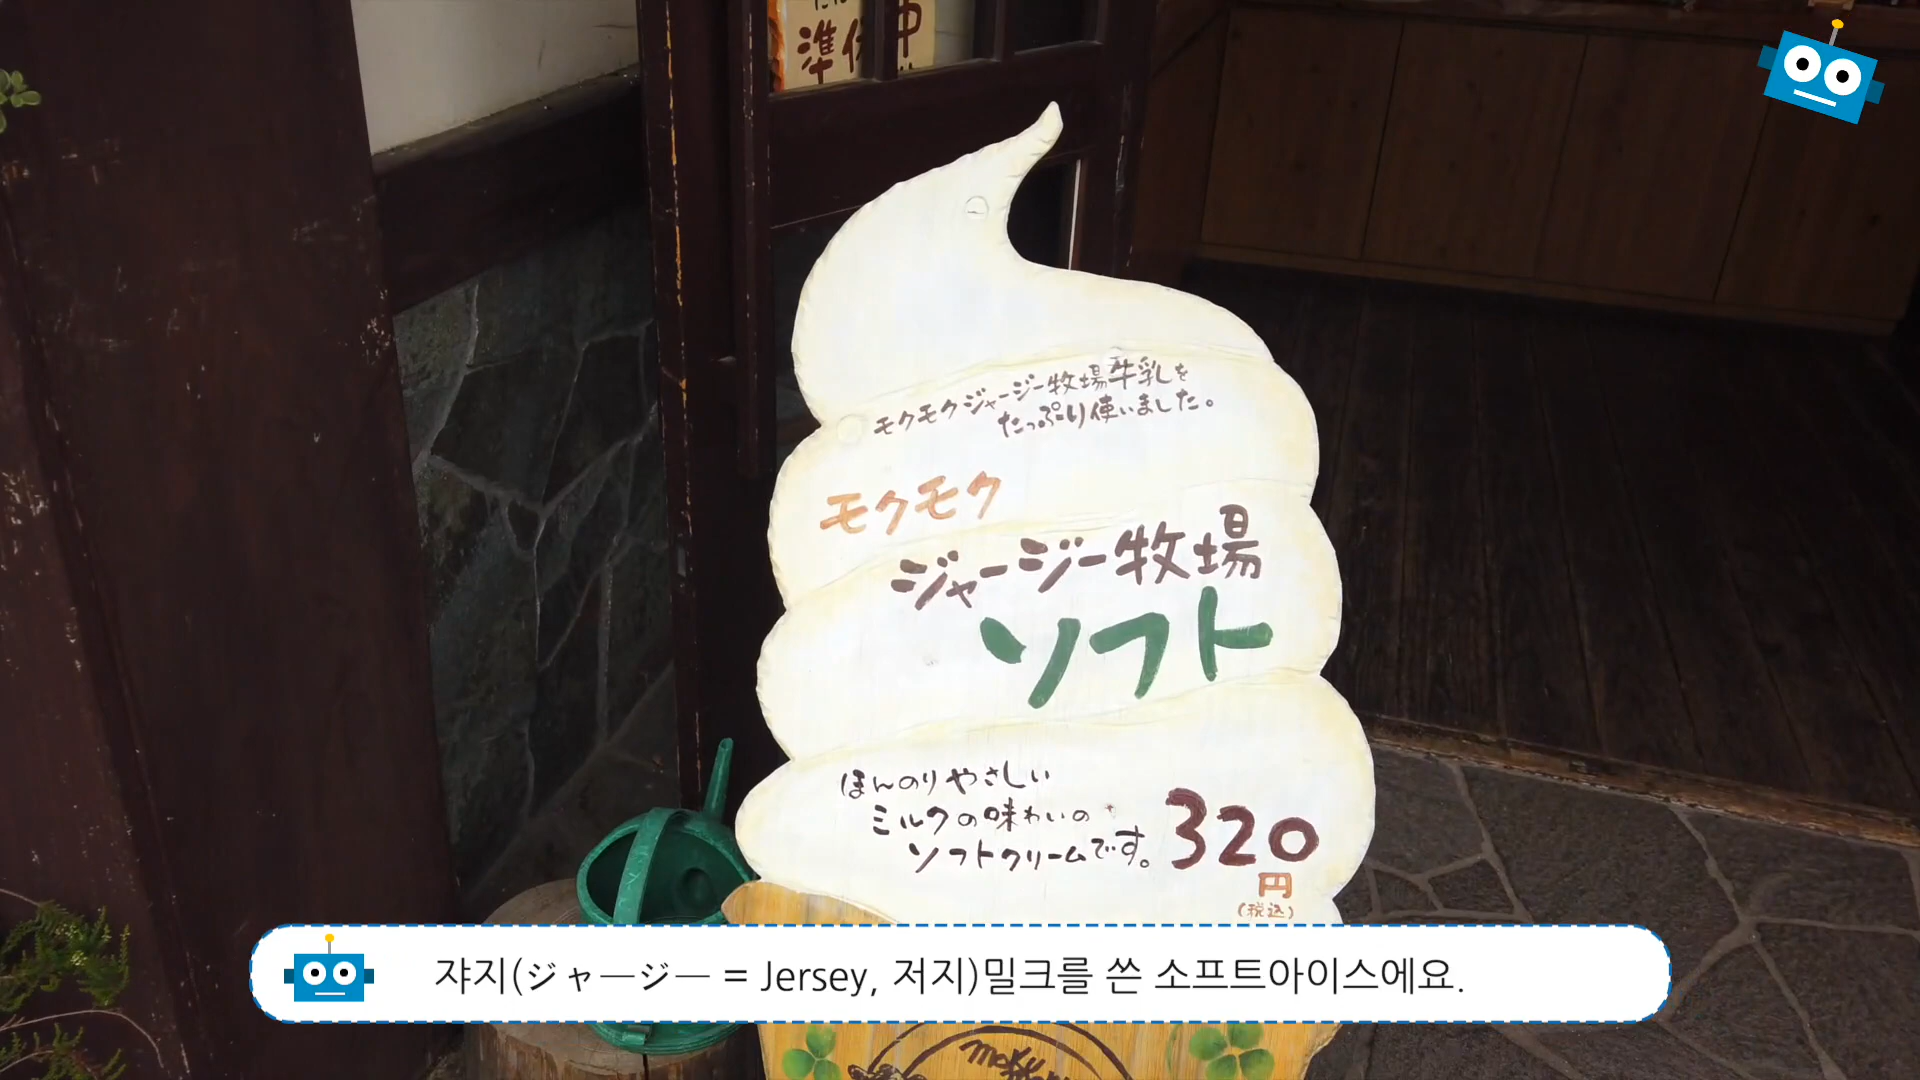 準備中
モクモクジャージー牧場牛乳を
たっぷり使いました。
モクモク
ジャージー牧場
ソフト
ほんのりやさしい
ミルクの味わいの
ソフトクリームです。
320
円
(税込)
쟈지(ジャージー = Jersey, 저지)밀크를 쓴 소프트아이스에요.